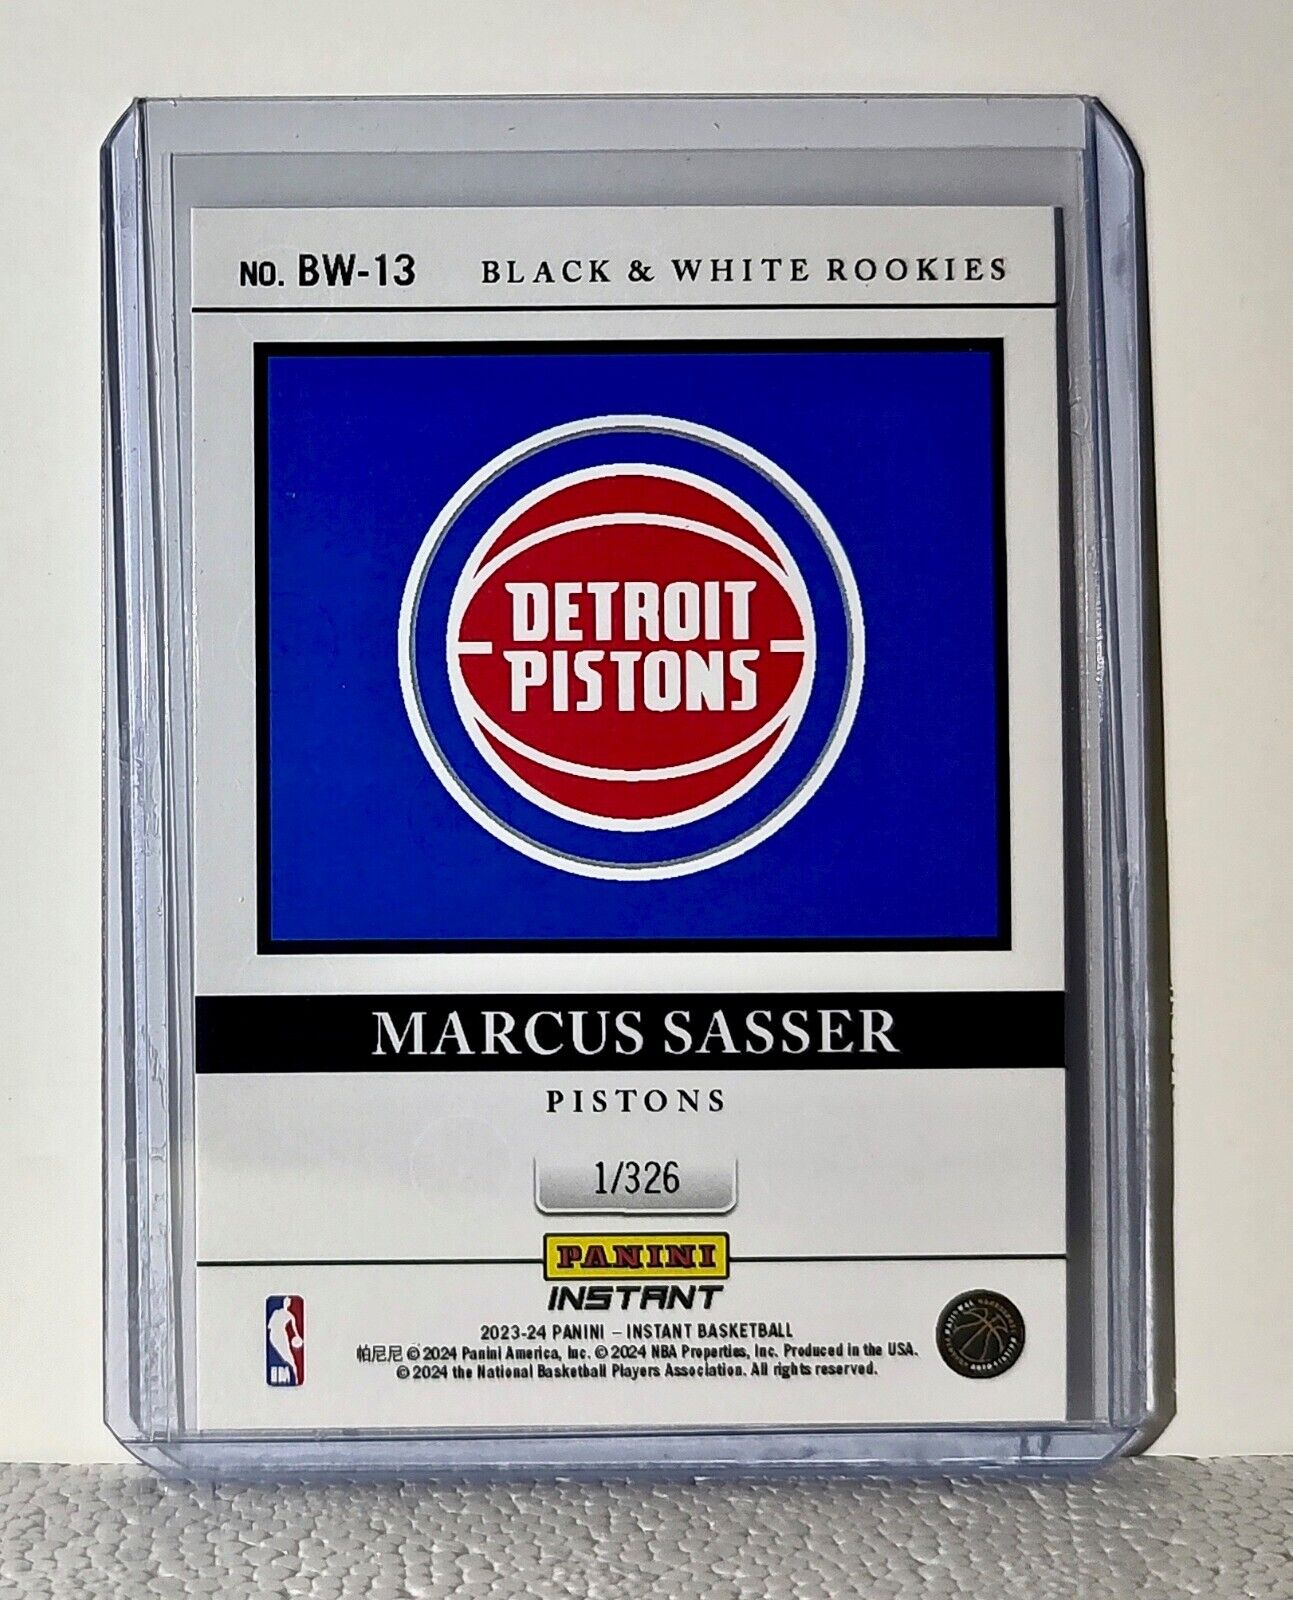 NO. BW-13 BLACK & WHITE ROOKIES
DETROIT
PISTONS
MARCUS SASSER
PISTONS
1/326
PANINI
INSTANT
2023-24 PANINI – INSTANT BASKETBALL
帕尼尼 © 2024 Panini America, Inc. © 2024 NBA Properties, Inc. Produced in the USA.
© 2024 the National Basketball Players Association. All rights reserved.